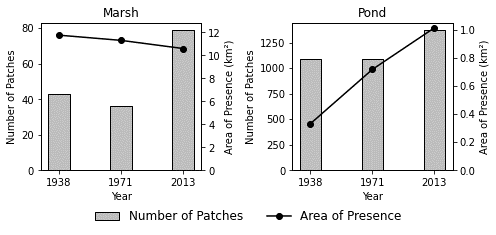 Marsh
Pond
80
60
40
20
0
Number of Patches
12
10
8
6
4
2
0
Area of Presence (km²)
1938 1971 2013
Year
1250
1000
750
500
250
0
Number of Patches
1.0
0.8
0.6
0.4
0.2
0.0
Area of Presence (km²)
1938 1971 2013
Year
Number of Patches Area of Presence